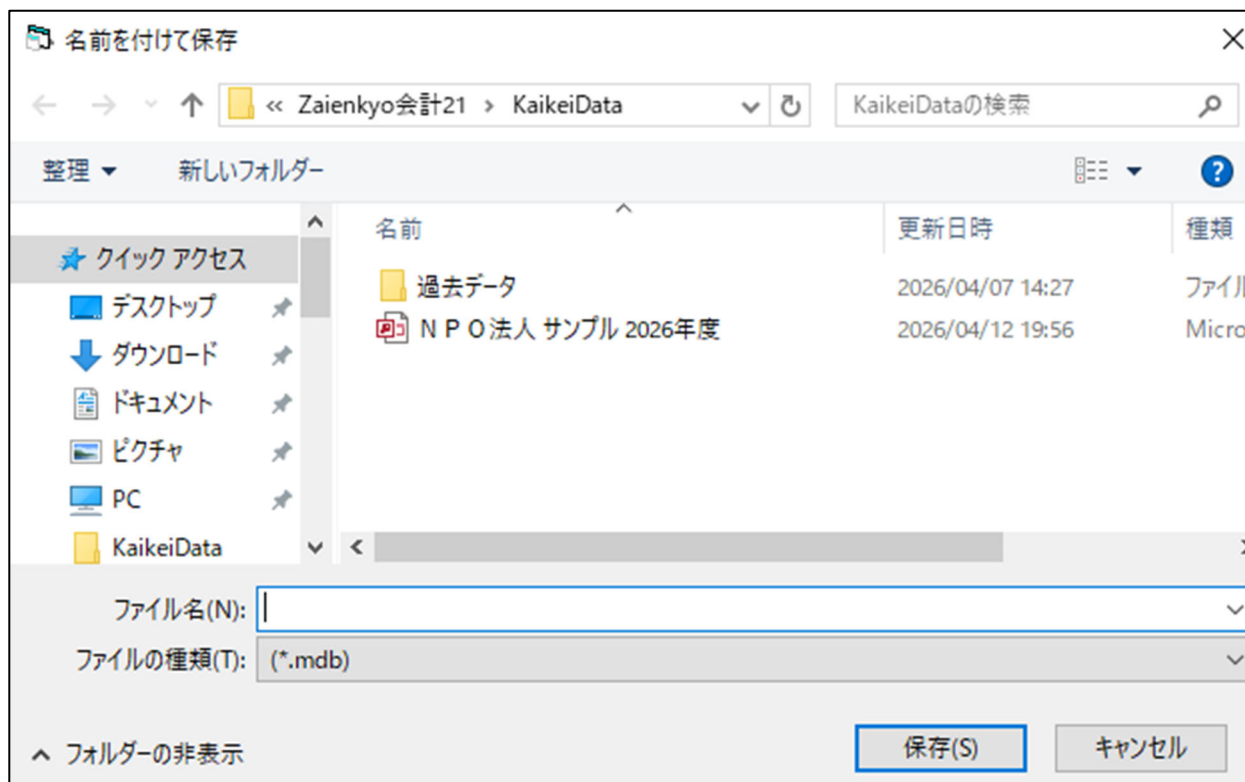 名前を付けて保存
« Zaienkyo会計21 › KaikeiData
KaikeiDataの検索
整理
新しいフォルダー
名前
更新日時
種類
クイック アクセス
デスクトップ
ダウンロード
ドキュメント
ピクチャ
PC
KaikeiData
過去データ
2026/04/07 14:27
ファイル
ＮＰＯ法人 サンプル 2026年度
2026/04/12 19:56
Micro
ファイル名(N):
ファイルの種類(T):
(*.mdb)
フォルダーの非表示
保存(S)
キャンセル